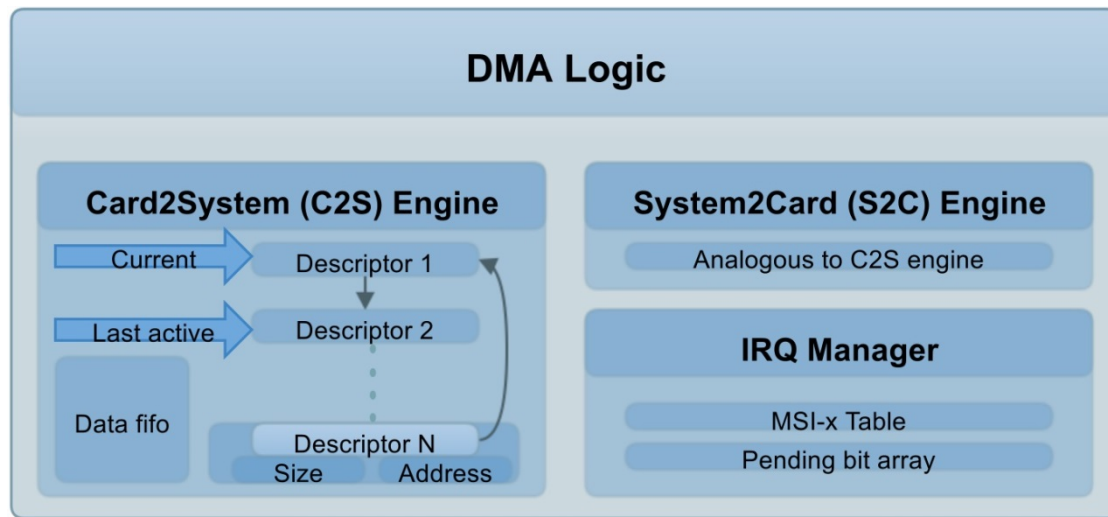 DMA Logic
Card2System (C2S) Engine
Current
Descriptor 1
Last active
Descriptor 2
Data fifo
Descriptor N
Size
Address
System2Card (S2C) Engine
Analogous to C2S engine
IRQ Manager
MSI-x Table
Pending bit array